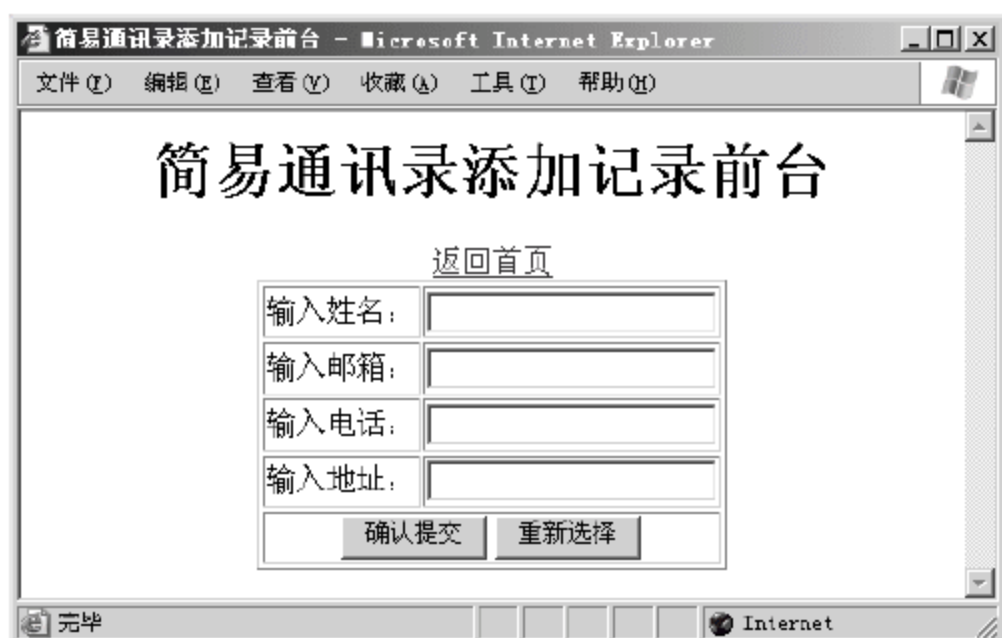 简易通讯录添加记录前台 - Microsoft Internet Explorer
文件(F) 编辑(E) 查看(V) 收藏(A) 工具(T) 帮助(H)
简易通讯录添加记录前台
返回首页
输入姓名：
输入邮箱：
输入电话：
输入地址：
确认提交 重新选择
完毕 Internet